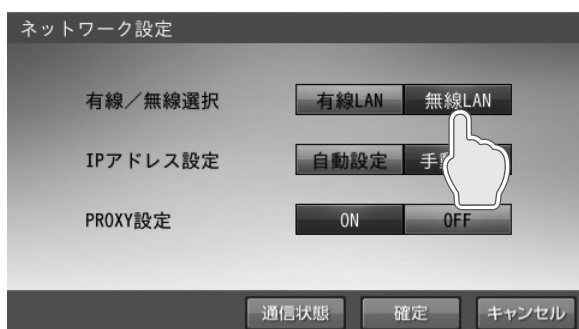 ネットワーク設定
有線／無線選択 有線LAN 無線LAN
IPアドレス設定 自動設定 手
PROXY設定 ON OFF
通信状態 確定 キャンセル